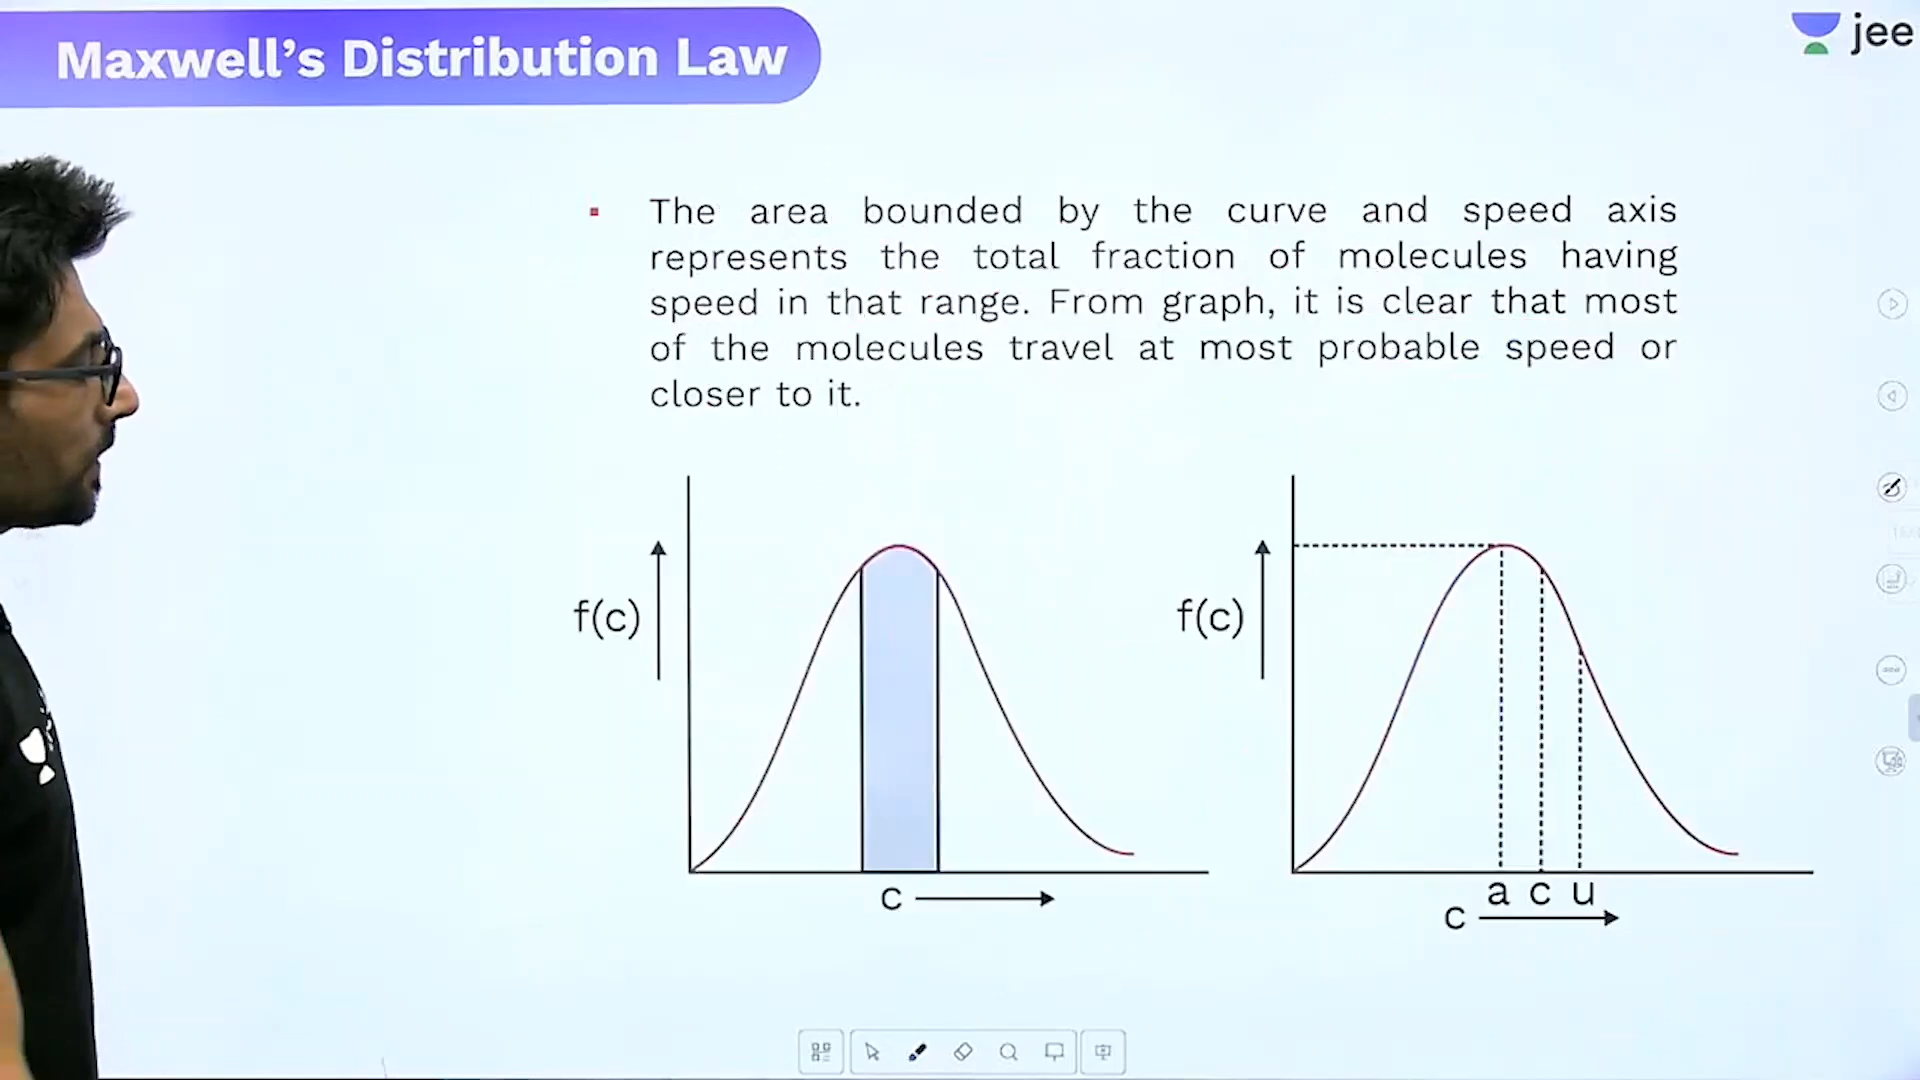 Maxwell's Distribution Law
jee
The area bounded by the curve and speed axis
represents the total fraction of molecules having
speed in that range. From graph, it is clear that most
of the molecules travel at most probable speed or
closer to it.
f(c)
c
f(c)
a c u
c